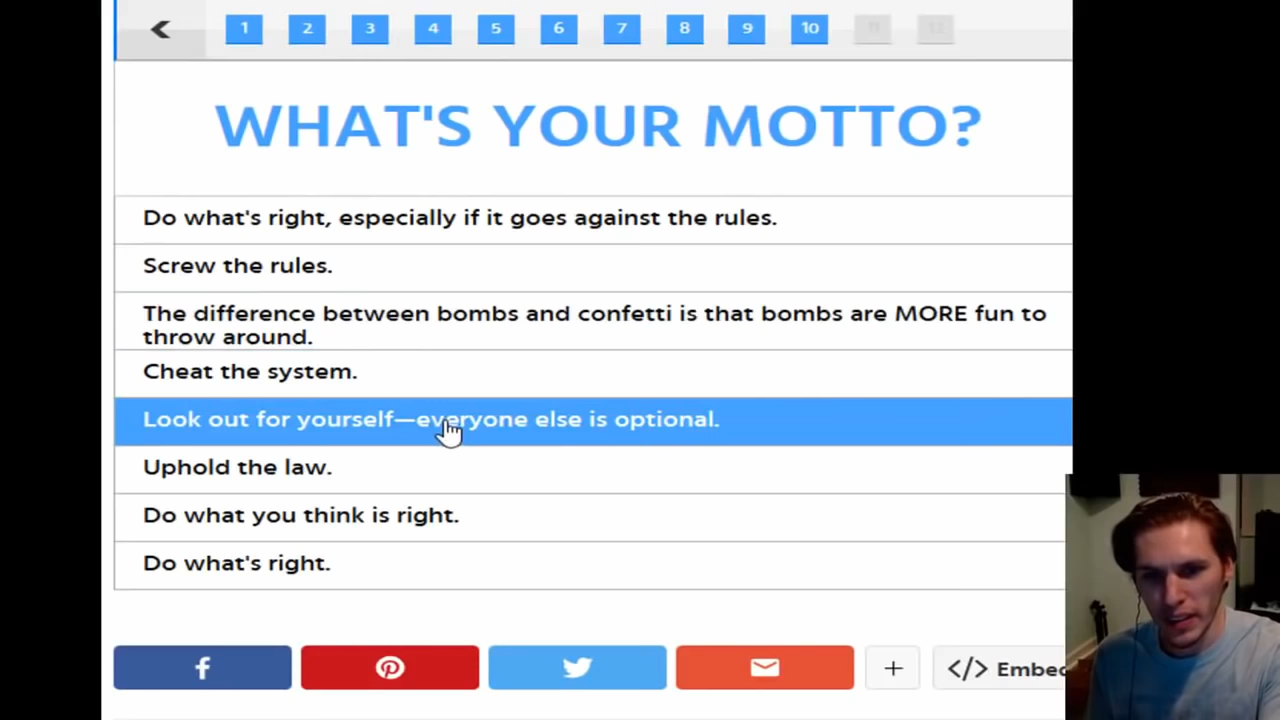 1 2 3 4 5 6 7 8 9 10 11 12
WHAT'S YOUR MOTTO?
Do what's right, especially if it goes against the rules.
Screw the rules.
The difference between bombs and confetti is that bombs are MORE fun to
throw around.
Cheat the system.
Look out for yourself—everyone else is optional.
Uphold the law.
Do what you think is right.
Do what's right.
</> Embed